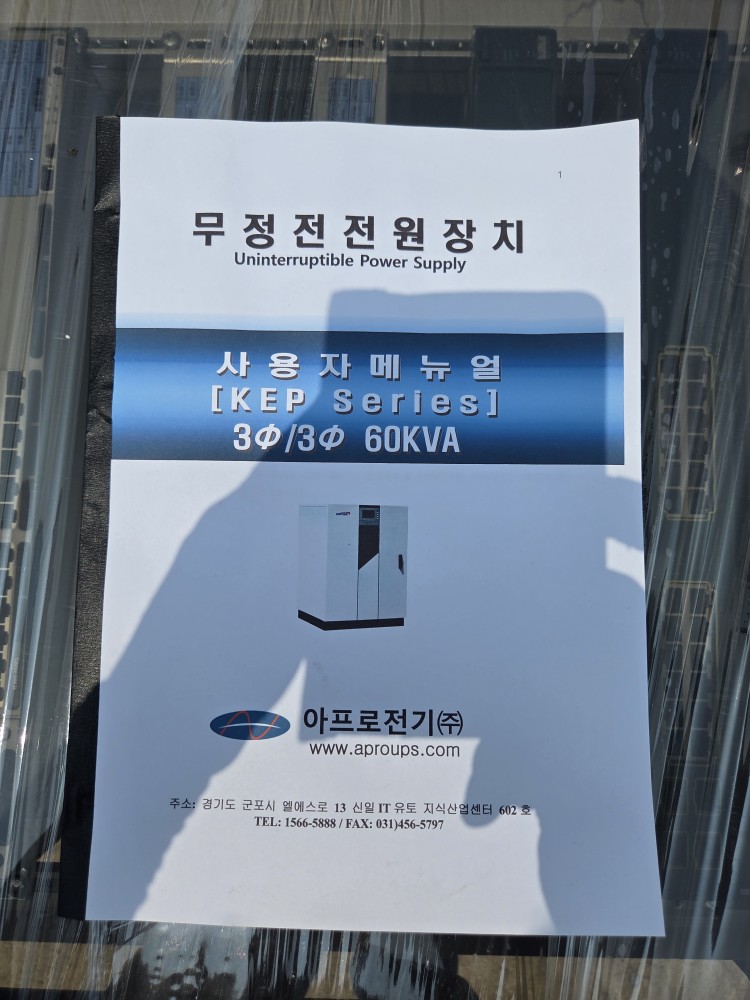 1
무정전전원장치
Uninterruptible Power Supply
사용자메뉴얼
[KEP Series]
3Φ/3Φ 60KVA
아프로전기㈜
www.aproups.com
주소: 경기도 군포시 엘에스로 13 신일 IT 유토 지식산업센터 602 호
TEL: 1566-5888 / FAX: 031)456-5797